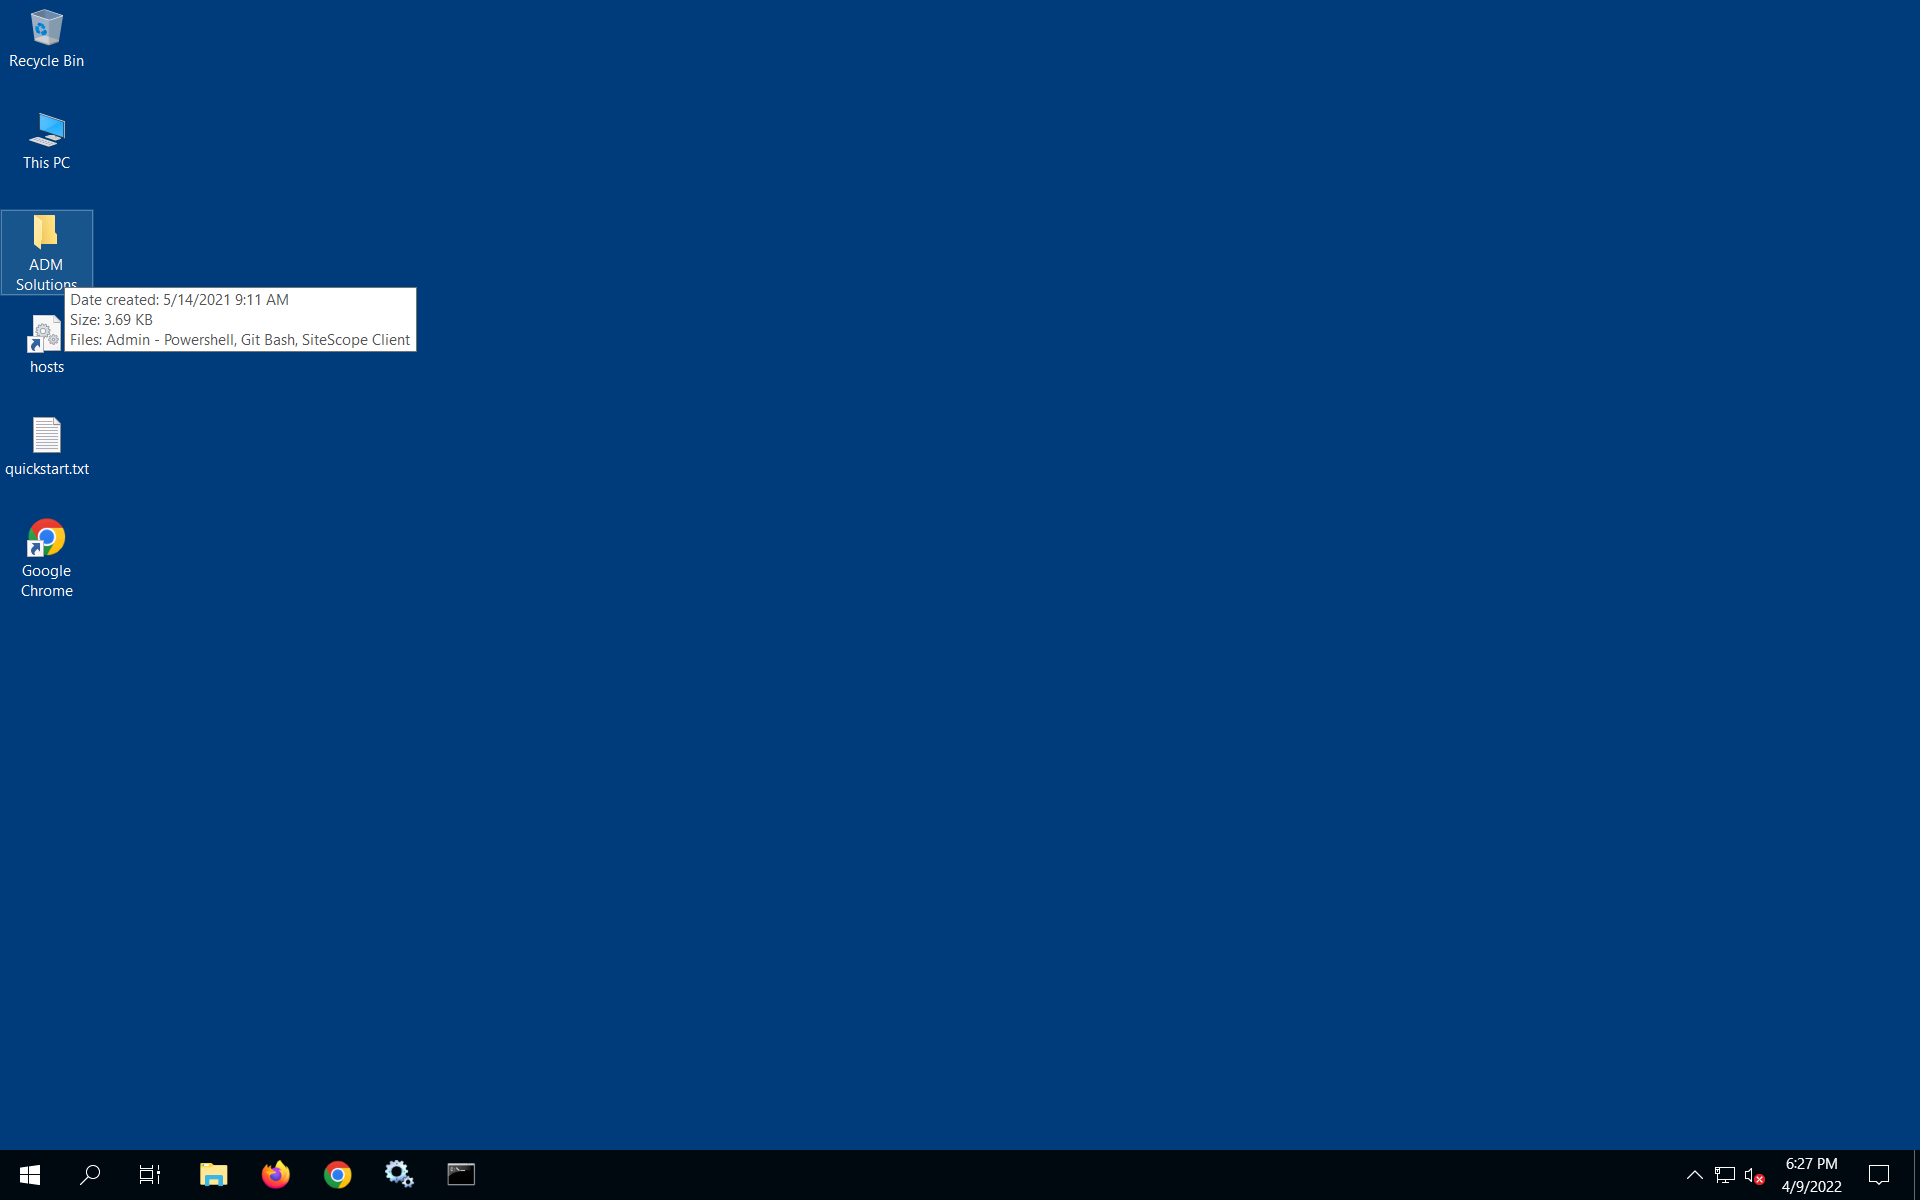 Recycle Bin
This PC
ADM
Solutions
Date created: 5/14/2021 9:11 AM
Size: 3.69 KB
Files: Admin - Powershell, Git Bash, SiteScope Client
hosts
quickstart.txt
Google
Chrome
6:27 PM
4/9/2022